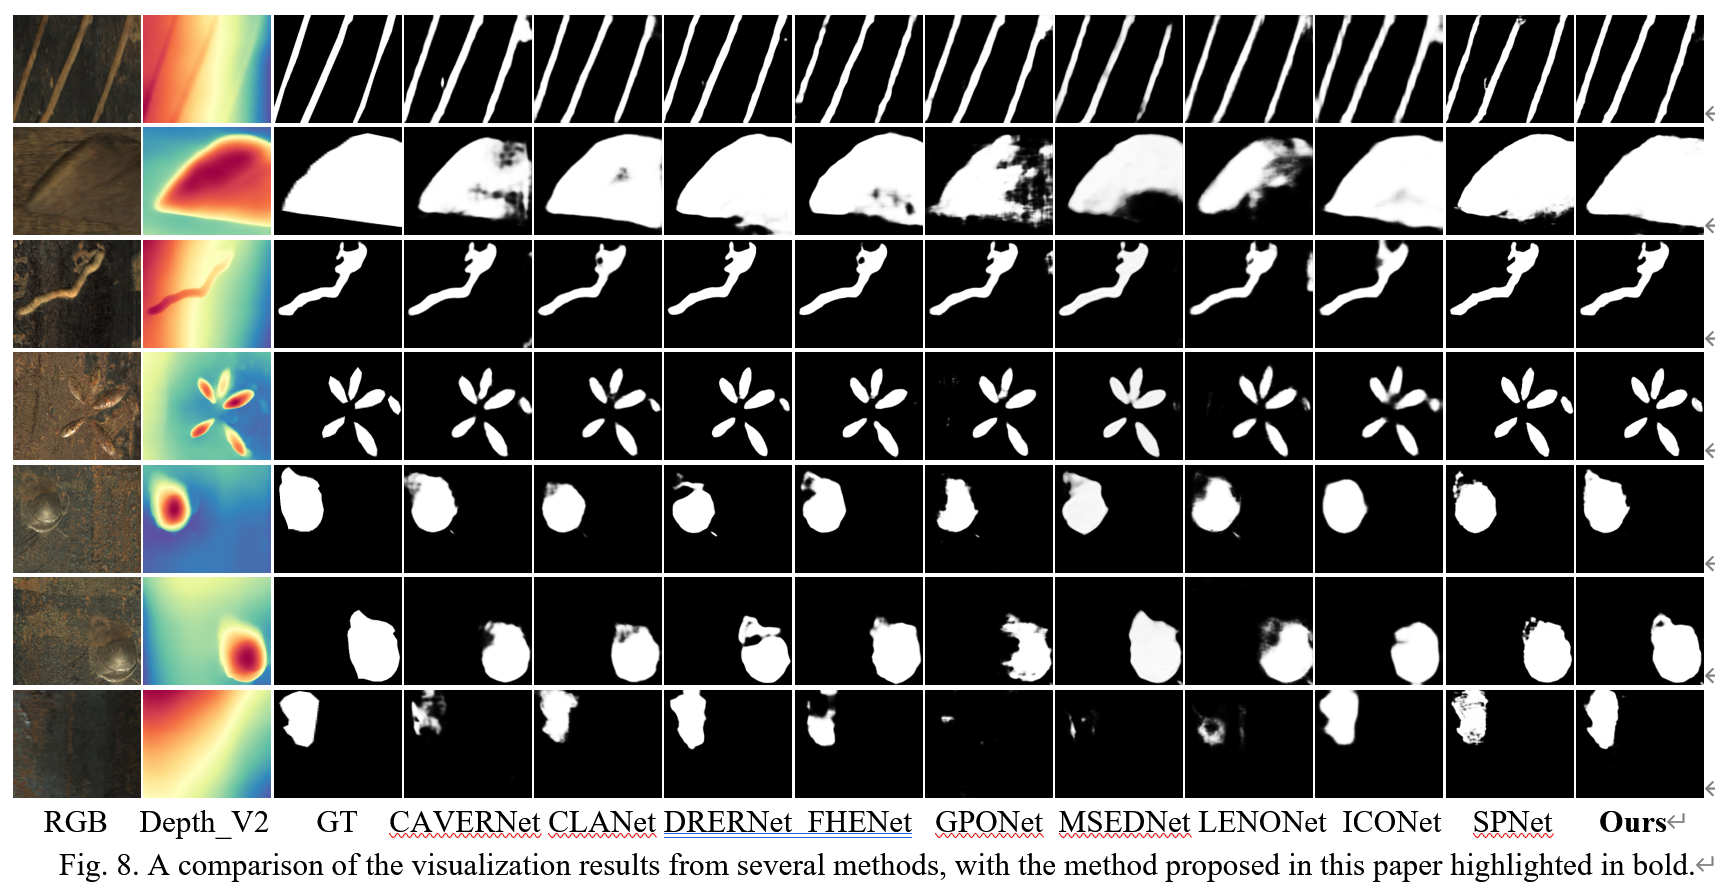 RGB Depth_V2 GT CAVERNet CLANet DRERNet FHENet GPONet MSEDNet LENONet ICONet SPNet Ours
Fig. 8. A comparison of the visualization results from several methods, with the method proposed in this paper highlighted in bold.